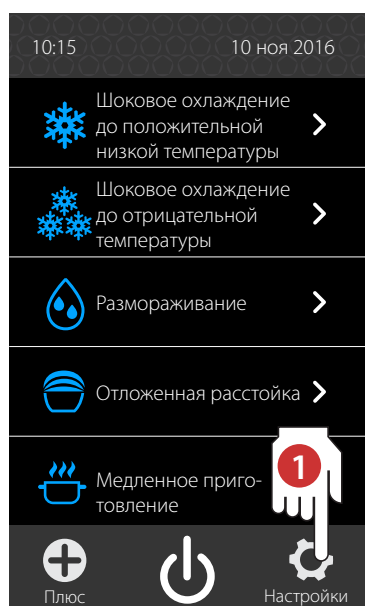 10:15 10 ноя 2016
Шоковое охлаждение
до положительной
низкой температуры
Шоковое охлаждение
до отрицательной
температуры
Размораживание
Отложенная расстойка
1
Медленное приго-
товление
Плюс Настройки